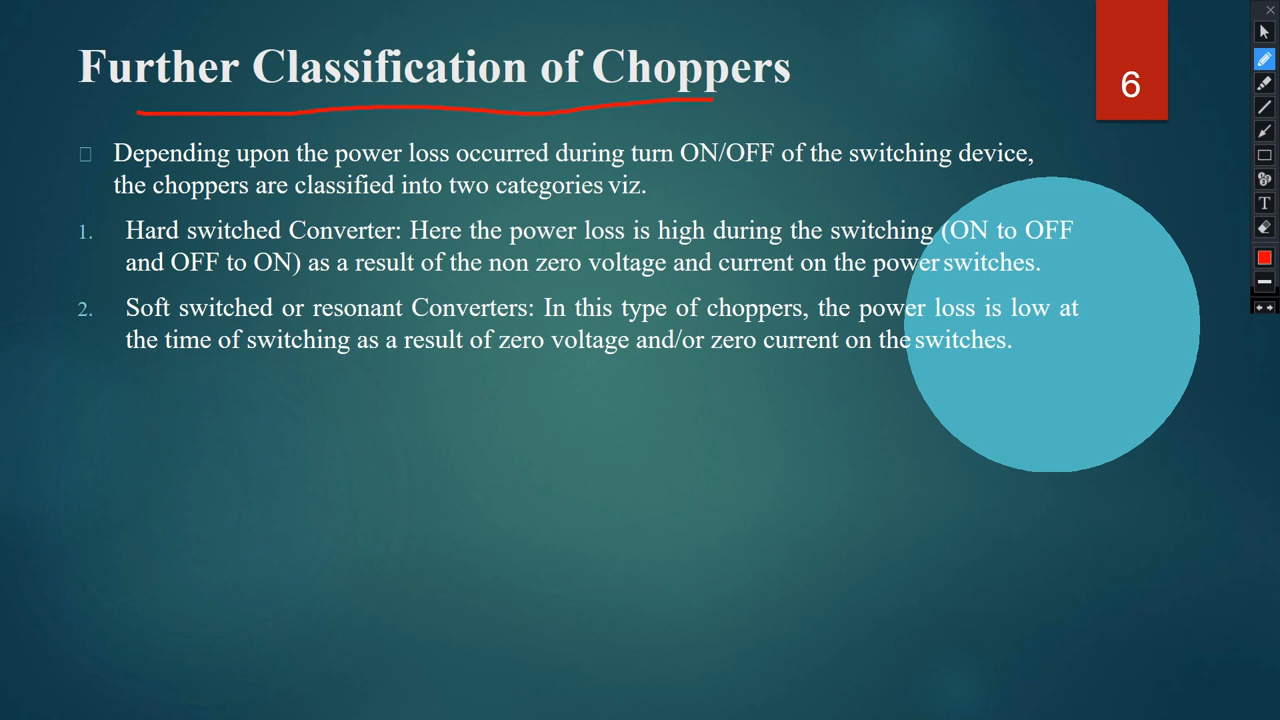 Further Classification of Choppers
6
Depending upon the power loss occurred during turn ON/OFF of the switching device,
the choppers are classified into two categories viz.
1. Hard switched Converter: Here the power loss is high during the switching (ON to OFF
and OFF to ON) as a result of the non zero voltage and current on the power switches.
2. Soft switched or resonant Converters: In this type of choppers, the power loss is low at
the time of switching as a result of zero voltage and/or zero current on the switches.